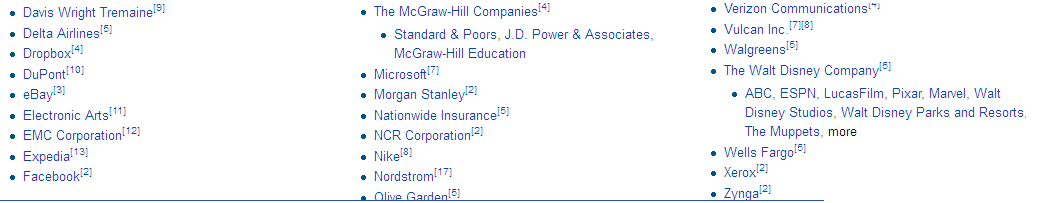 Davis Wright Tremaine[9]
Delta Airlines[5]
Dropbox[4]
DuPont[10]
eBay[3]
Electronic Arts[11]
EMC Corporation[12]
Expedia[13]
Facebook[2]
The McGraw-Hill Companies[4]
Standard & Poors, J.D. Power & Associates,
McGraw-Hill Education
Microsoft[7]
Morgan Stanley[2]
Nationwide Insurance[6]
NCR Corporation[2]
Nike[8]
Nordstrom[17]
Olive Garden[5]
Verizon Communications[4]
Vulcan Inc.[7][8]
Walgreens[5]
The Walt Disney Company[5]
ABC, ESPN, LucasFilm, Pixar, Marvel, Walt
Disney Studios, Walt Disney Parks and Resorts,
The Muppets, more
Wells Fargo[5]
Xerox[2]
Zynga[2]